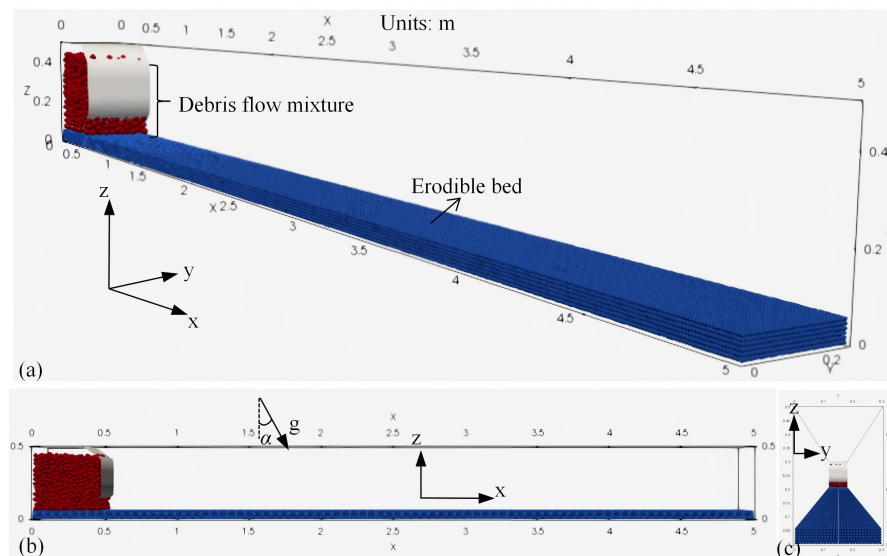 0 0 0.5 1 1.5 X 2 2.5 3 Units: m 4 4.5 5
0.4
Z
0.2
0
Debris flow mixture
0.4
0.2
0
0 0.5 1 1.5 2 X 2.5 3 3.5 4 4.5 5
Erodible bed
0 0.2
Y
z
y
x
(a)
X
0 0.5 1 1.5 2 2.5 3 3.5 4 4.5 5
0.5 0.5
α g
z
x
0 0
0 0.5 1 1.5 2 2.5 3 3.5 4 4.5 5
X
(b)
z
y
(c)